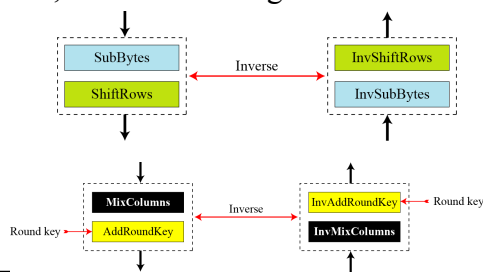 SubBytes
ShiftRows
Inverse
InvShiftRows
InvSubBytes
MixColumns
Round key
AddRoundKey
Inverse
InvAddRoundKey
Round key
InvMixColumns